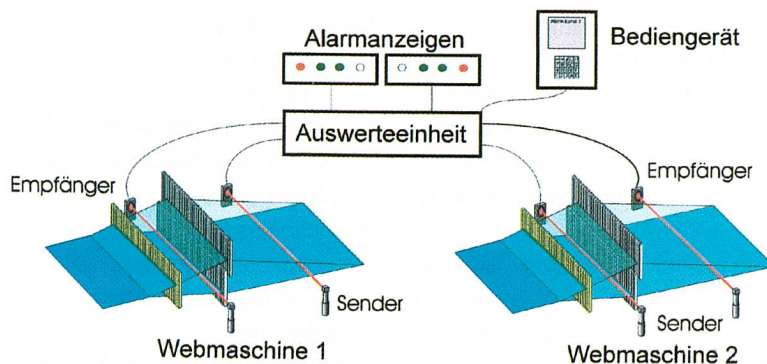 Alarmanzeigen
Bediengerät
Auswerteeinheit
Empfänger
Empfänger
Sender
Sender
Webmaschine 1
Webmaschine 2